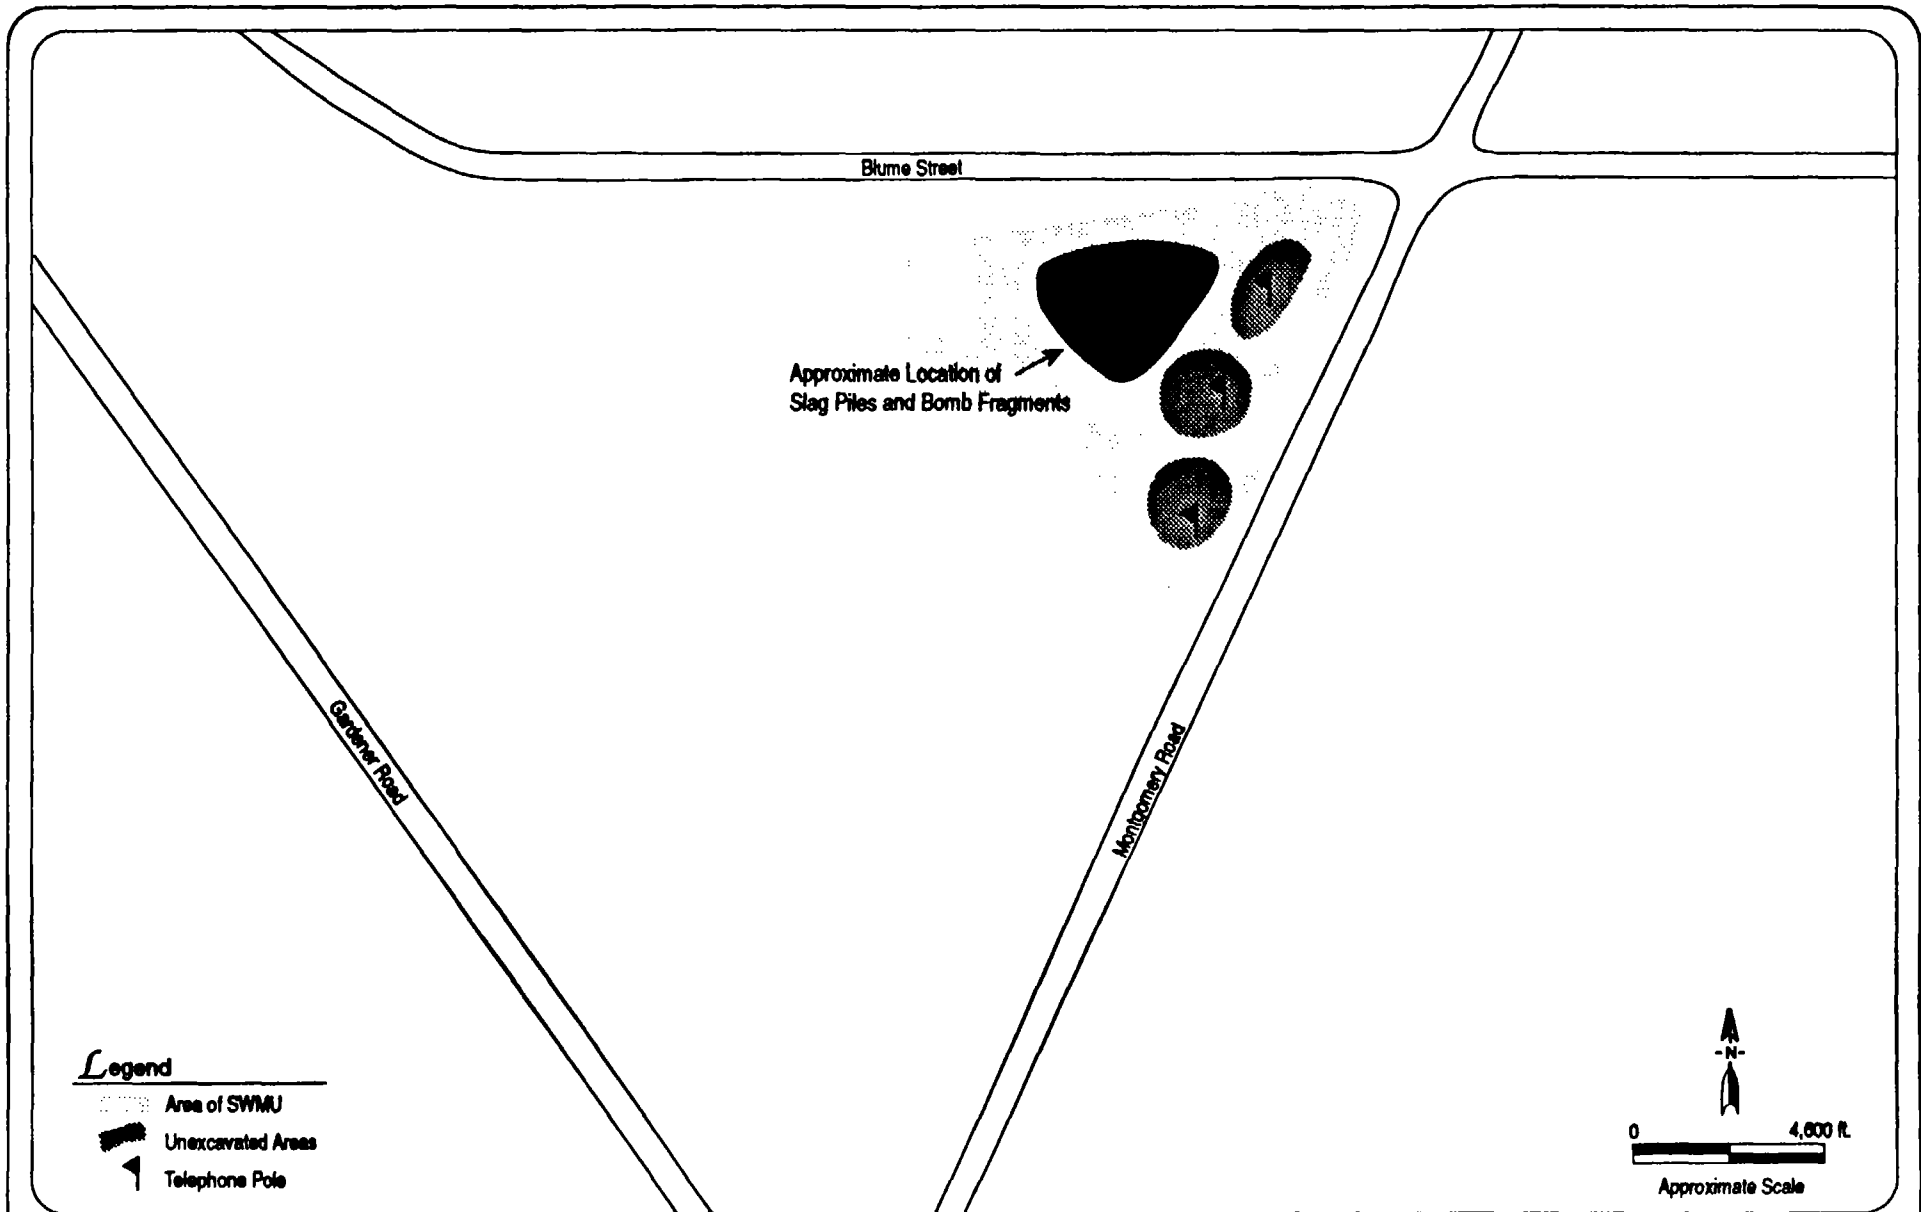 Blume Street
Approximate Location of
Slag Piles and Bomb Fragments
Gardener Road
Montgomery Road
Legend
Area of SWMU
Unexcavated Areas
Telephone Pole
-N-
0 4,600 ft.
Approximate Scale